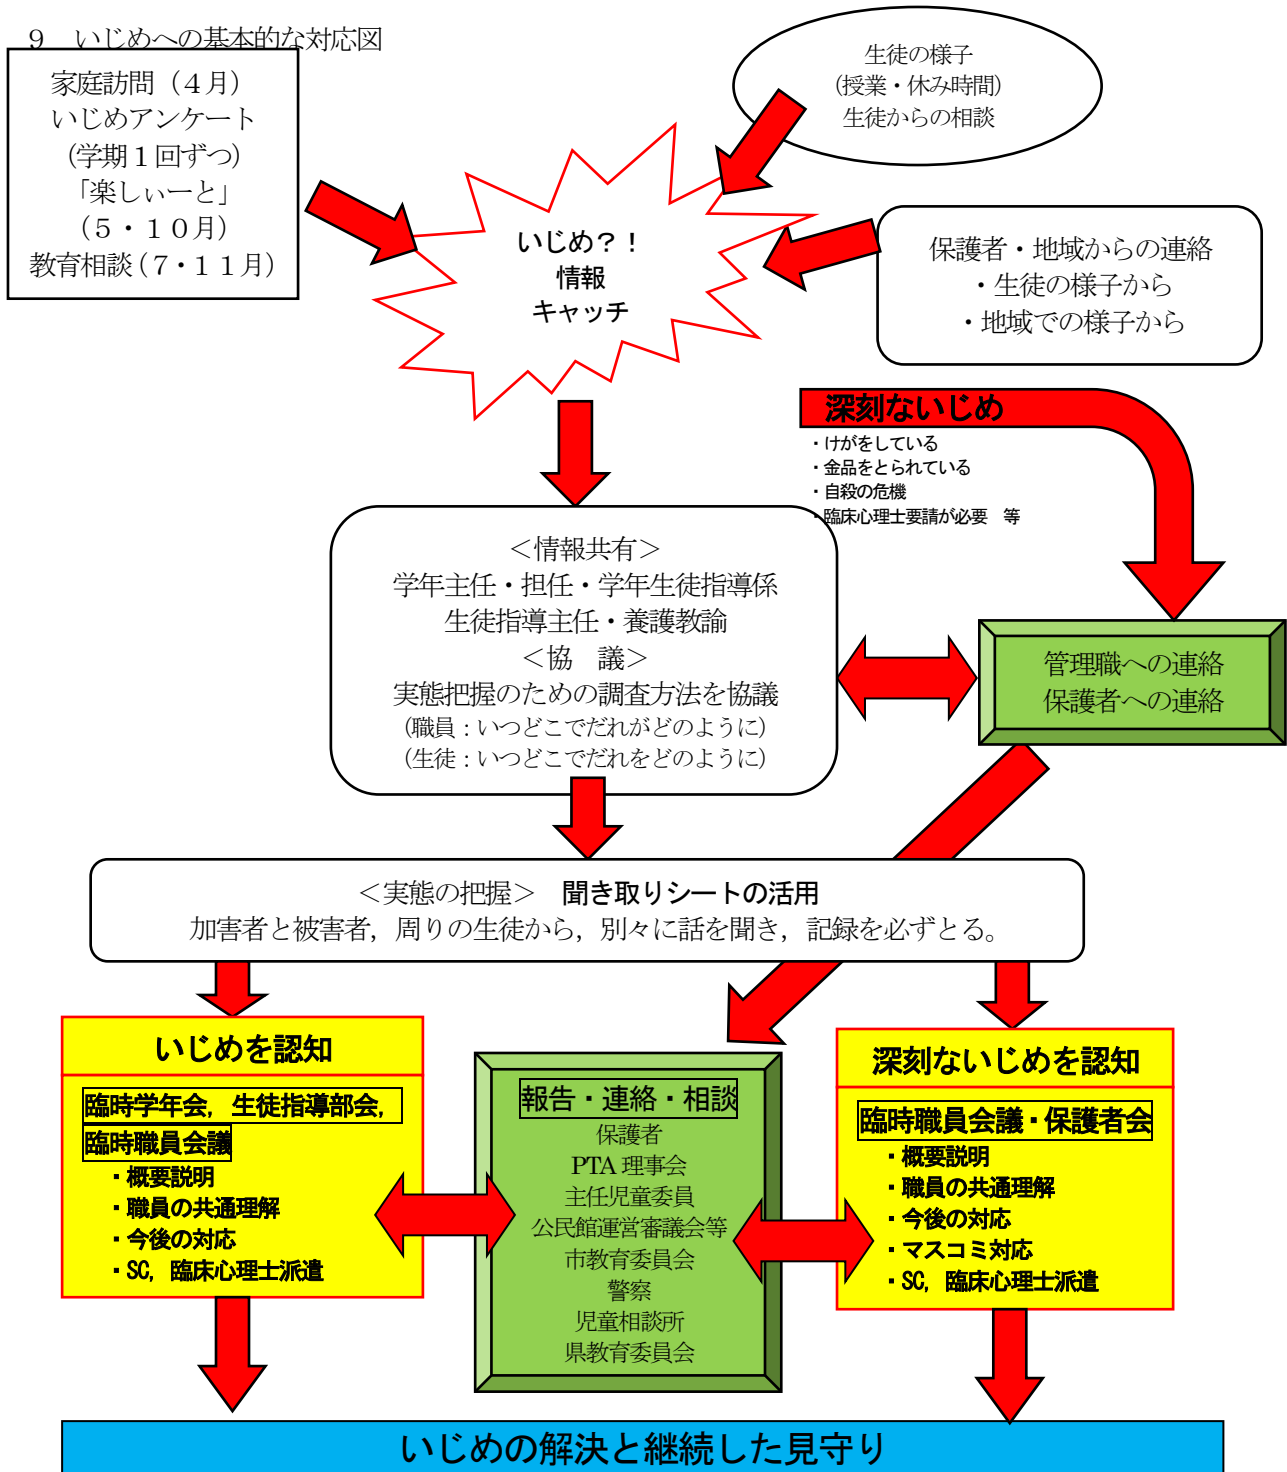 ９　いじめへの基本的な対応図
家庭訪問（４月）
いじめアンケート
（学期１回ずつ）
「楽しぃーと」
（５・１０月）
教育相談（７・１１月）
生徒の様子
（授業・休み時間）
生徒からの相談
いじめ？！
情報
キャッチ
保護者・地域からの連絡
・生徒の様子から
・地域での様子から
深刻ないじめ
・けがをしている
・金品をとられている
・自殺の危機
・臨床心理士要請が必要　等
＜情報共有＞
学年主任・担任・学年生徒指導係
生徒指導主任・養護教諭
＜協　議＞
実態把握のための調査方法を協議
（職員：いつどこでだれがどのように）
（生徒：いつどこでだれをどのように）
管理職への連絡
保護者への連絡
＜実態の把握＞　聞き取りシートの活用
加害者と被害者，周りの生徒から，別々に話を聞き，記録を必ずとる。
いじめを認知
臨時学年会，生徒指導部会，
臨時職員会議
・概要説明
・職員の共通理解
・今後の対応
・SC，臨床心理士派遣
報告・連絡・相談
保護者
PTA 理事会
主任児童委員
公民館運営審議会等
市教育委員会
警察
児童相談所
県教育委員会
深刻ないじめを認知
臨時職員会議・保護者会
・概要説明
・職員の共通理解
・今後の対応
・マスコミ対応
・SC，臨床心理士派遣
いじめの解決と継続した見守り